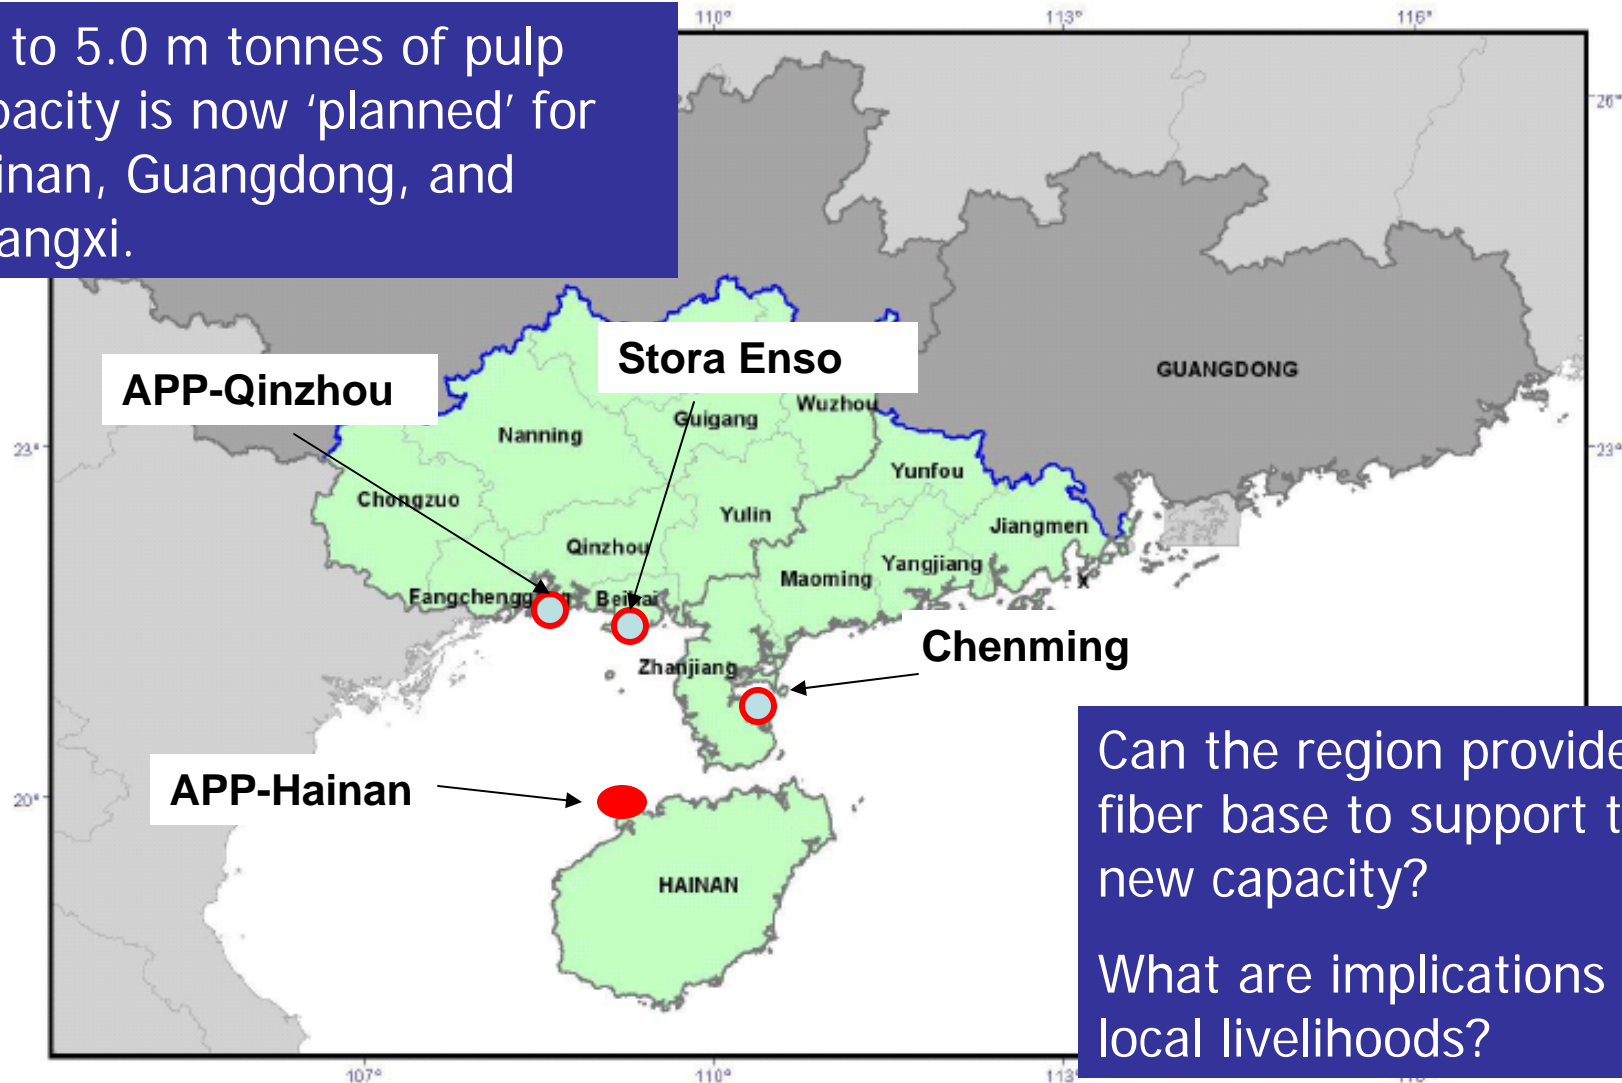 110°
113°
116°
to 5.0 m tonnes of pulp
pacity is now ‘planned’ for
inan, Guangdong, and
angxi.
26°
Stora Enso
APP-Qinzhou
GUANGDONG
Wuzhou
Guigang
Nanning
23°
23°
Yunfou
Chongzuo
Yulin
Jiangmen
Qinzhou
Yangjiang
Maoming
Fangchengg
Beihai
Chenming
Zhanjiang
APP-Hainan
20°
HAINAN
Can the region provide
fiber base to support t
new capacity?
What are implications
local livelihoods?
107°
110°
113°